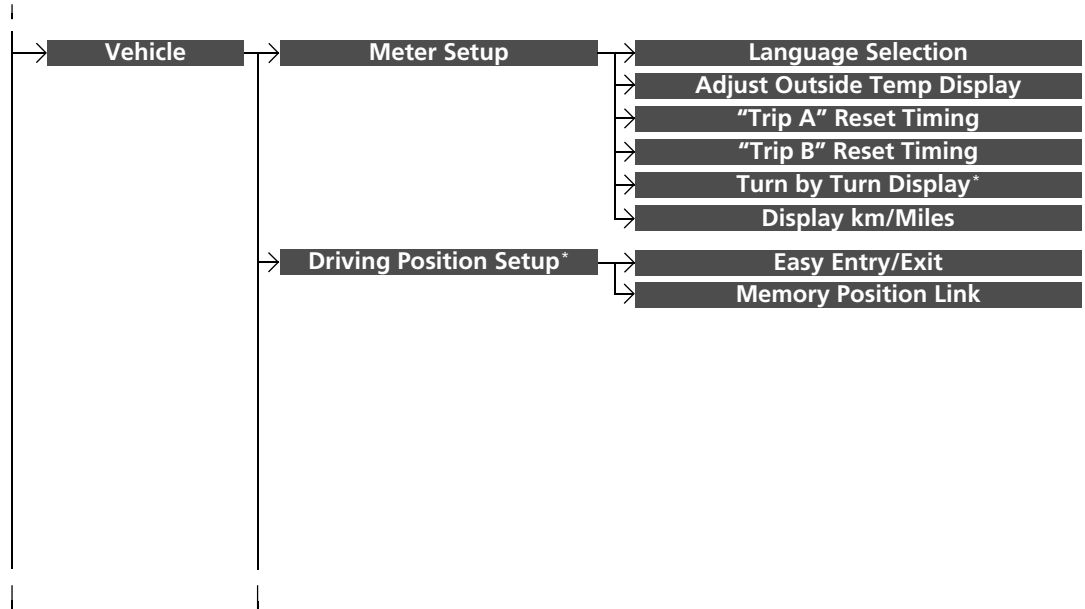 Vehicle
Meter Setup
Language Selection
Adjust Outside Temp Display
“Trip A” Reset Timing
“Trip B” Reset Timing
Turn by Turn Display*
Display km/Miles
Driving Position Setup*
Easy Entry/Exit
Memory Position Link